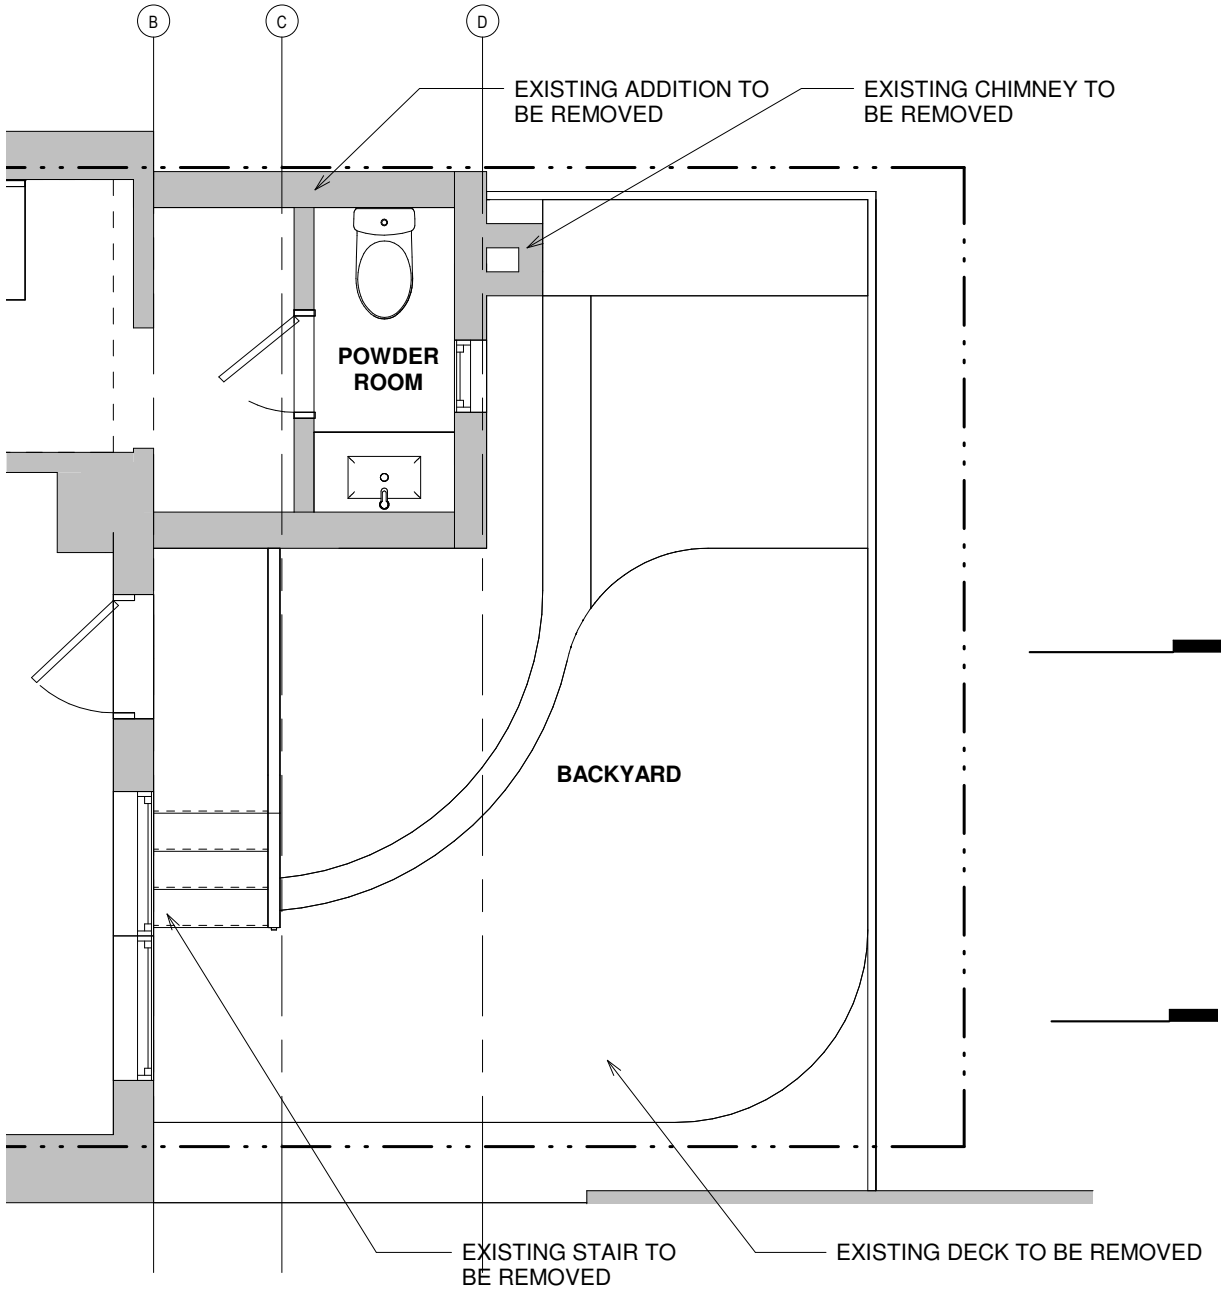 B
C
D
EXISTING ADDITION TO
BE REMOVED
EXISTING CHIMNEY TO
BE REMOVED
POWDER
ROOM
BACKYARD
EXISTING STAIR TO
BE REMOVED
EXISTING DECK TO BE REMOVED